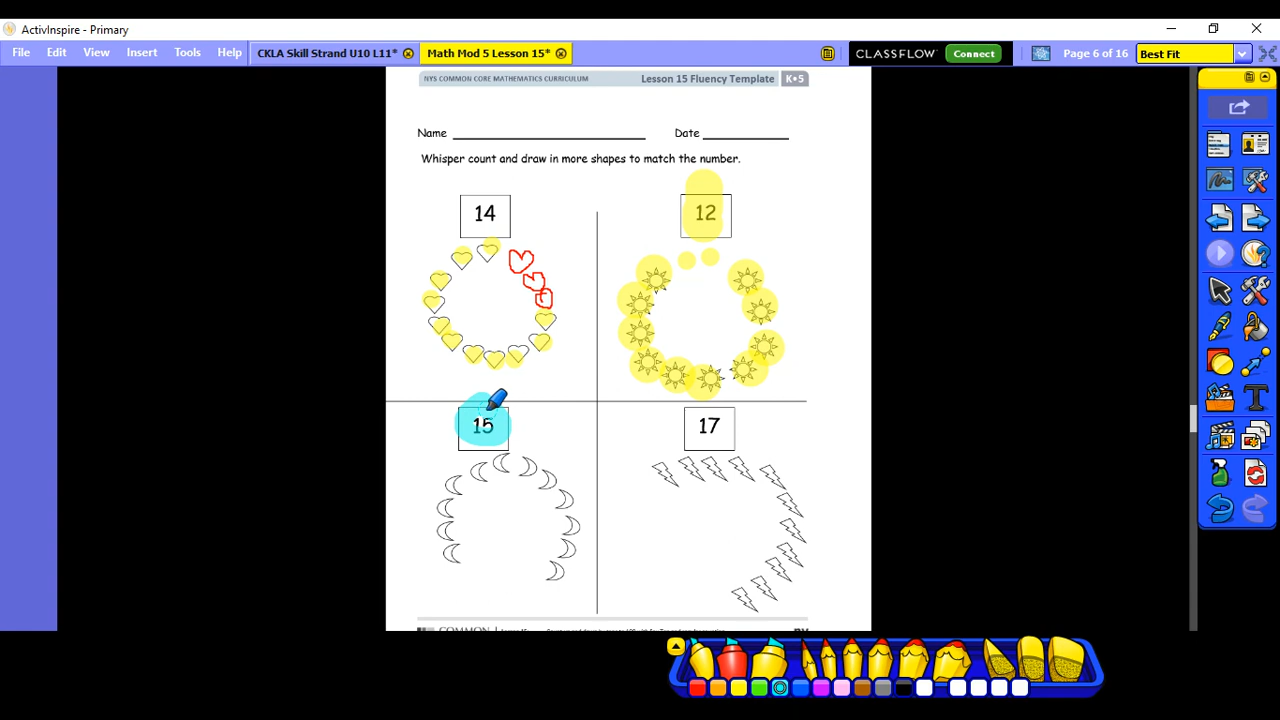 ActivInspire - Primary
File Edit View Insert Tools Help CKLA Skill Strand U10 L11* Math Mod 5 Lesson 15* CLASSFLOW Connect Page 6 of 16 Best Fit
NYS COMMON CORE MATHEMATICS CURRICULUM Lesson 15 Fluency Template K•5
Name Date
Whisper count and draw in more shapes to match the number.
14 12
15 17
COMMON